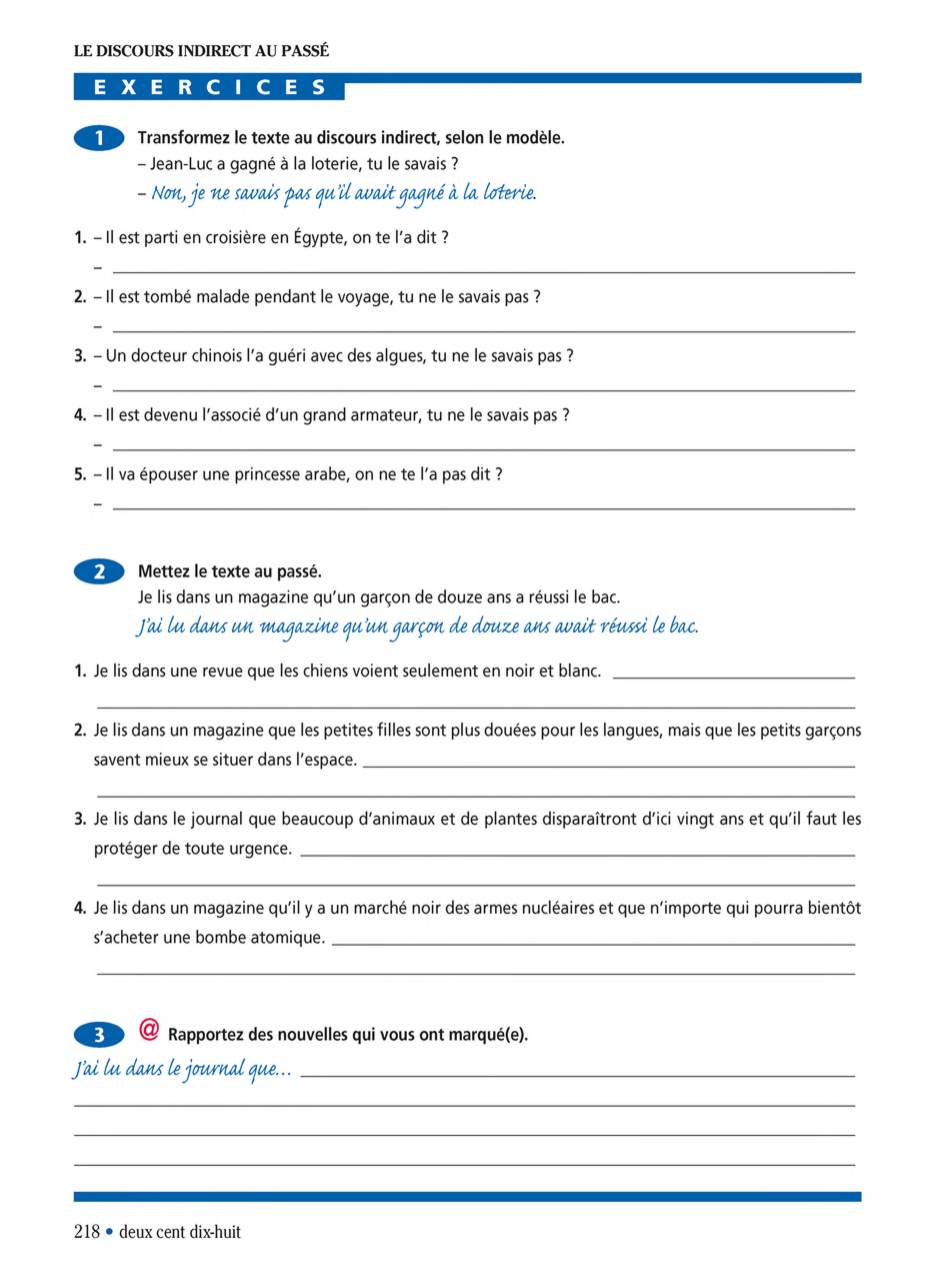 LE DISCOURS INDIRECT AU PASSÉ
EXERCICES
1 Transformez le texte au discours indirect, selon le modèle.
– Jean-Luc a gagné à la loterie, tu le savais ?
– Non, je ne savais pas qu'il avait gagné à la loterie.
1. – Il est parti en croisière en Égypte, on te l'a dit ?
–
2. – Il est tombé malade pendant le voyage, tu ne le savais pas ?
–
3. – Un docteur chinois l'a guéri avec des algues, tu ne le savais pas ?
–
4. – Il est devenu l'associé d'un grand armateur, tu ne le savais pas ?
–
5. – Il va épouser une princesse arabe, on ne te l'a pas dit ?
–
2 Mettez le texte au passé.
Je lis dans un magazine qu'un garçon de douze ans a réussi le bac.
J'ai lu dans un magazine qu'un garçon de douze ans avait réussi le bac.
1. Je lis dans une revue que les chiens voient seulement en noir et blanc.
2. Je lis dans un magazine que les petites filles sont plus douées pour les langues, mais que les petits garçons
savent mieux se situer dans l'espace.
3. Je lis dans le journal que beaucoup d'animaux et de plantes disparaîtront d'ici vingt ans et qu'il faut les
protéger de toute urgence.
4. Je lis dans un magazine qu'il y a un marché noir des armes nucléaires et que n'importe qui pourra bientôt
s'acheter une bombe atomique.
3 @ Rapportez des nouvelles qui vous ont marqué(e).
J'ai lu dans le journal que...
218 • deux cent dix-huit